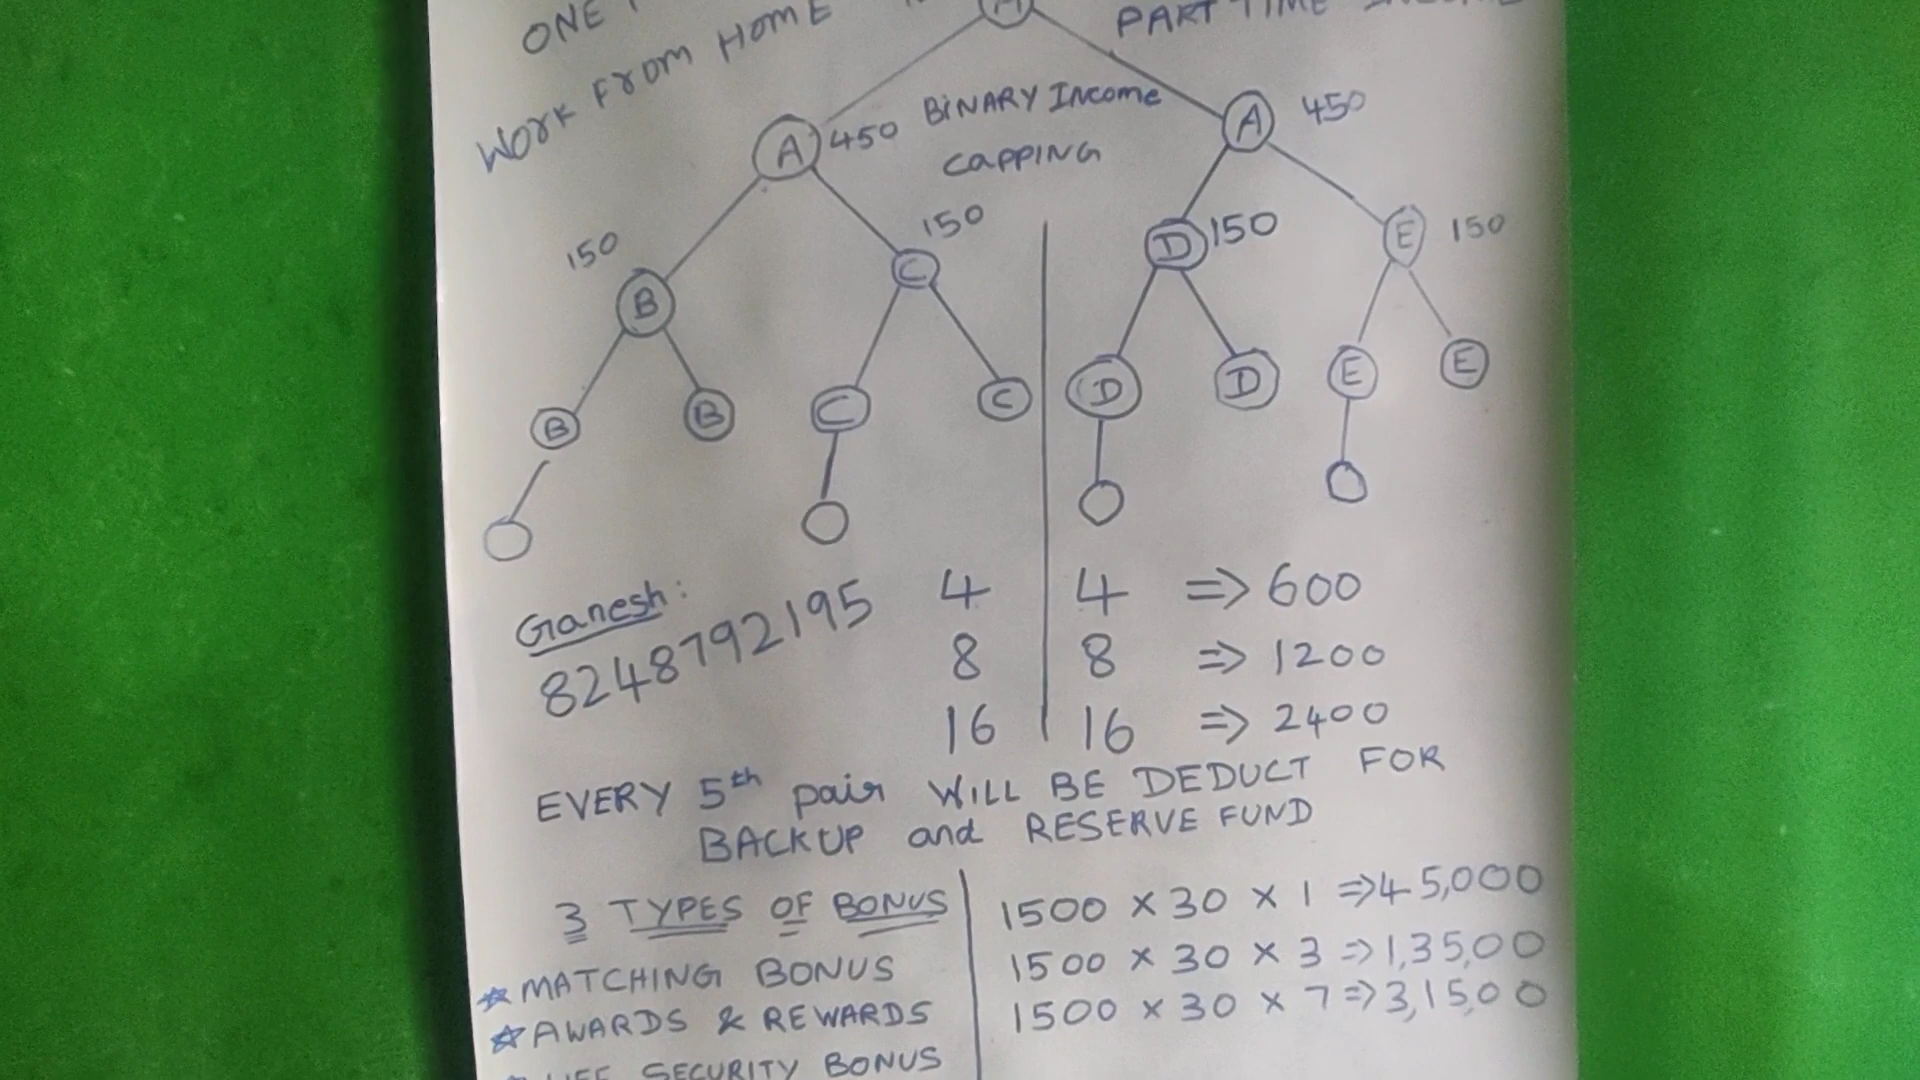 ONE
WORK FROM HOME
PART TIME
A
BINARY INCOME
CAPPING
A 450
A 450
150
150
D 150
E 150
B
C
B
B
C
C
D
D
E
E
Ganesh:
8248792195
4 4 => 600
8 8 => 1200
16 16 => 2400
EVERY 5th pair WILL BE DEDUCT FOR
BACKUP and RESERVE FUND
3 TYPES OF BONUS
* MATCHING BONUS
* AWARDS & REWARDS
SECURITY BONUS
1500 x 30 x 1 => 45,000
1500 x 30 x 3 => 1,35,00
1500 x 30 x 7 => 3,15,00